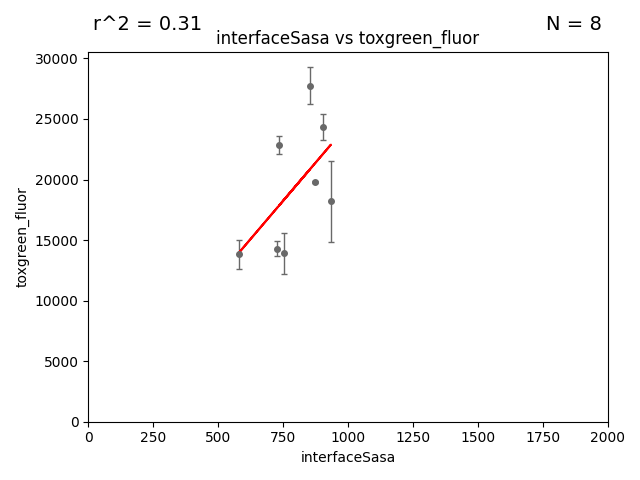 r^2 = 0.31
N = 8
interfaceSasa vs toxgreen_fluor
30000
25000
20000
15000
10000
5000
0
toxgreen_fluor
0 250 500 750 1000 1250 1500 1750 2000
interfaceSasa